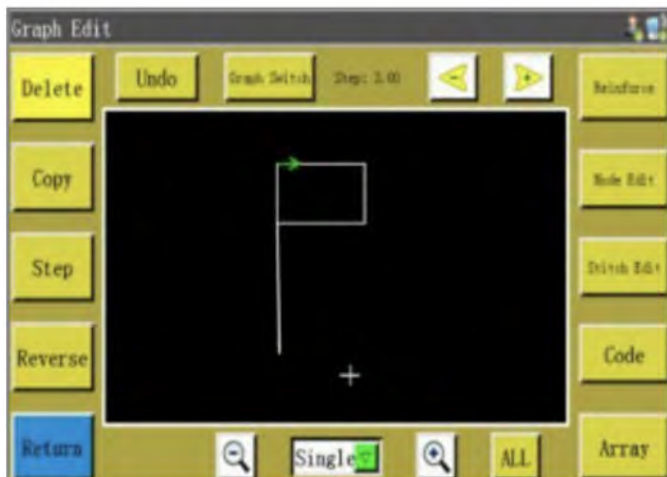 Graph Edit
Delete
Undo
Graph Switch
Step: 3.00
-
+
Reinforce
Copy
Node Edit
Step
Stitch Edit
Reverse
Code
Return
Single
ALL
Array